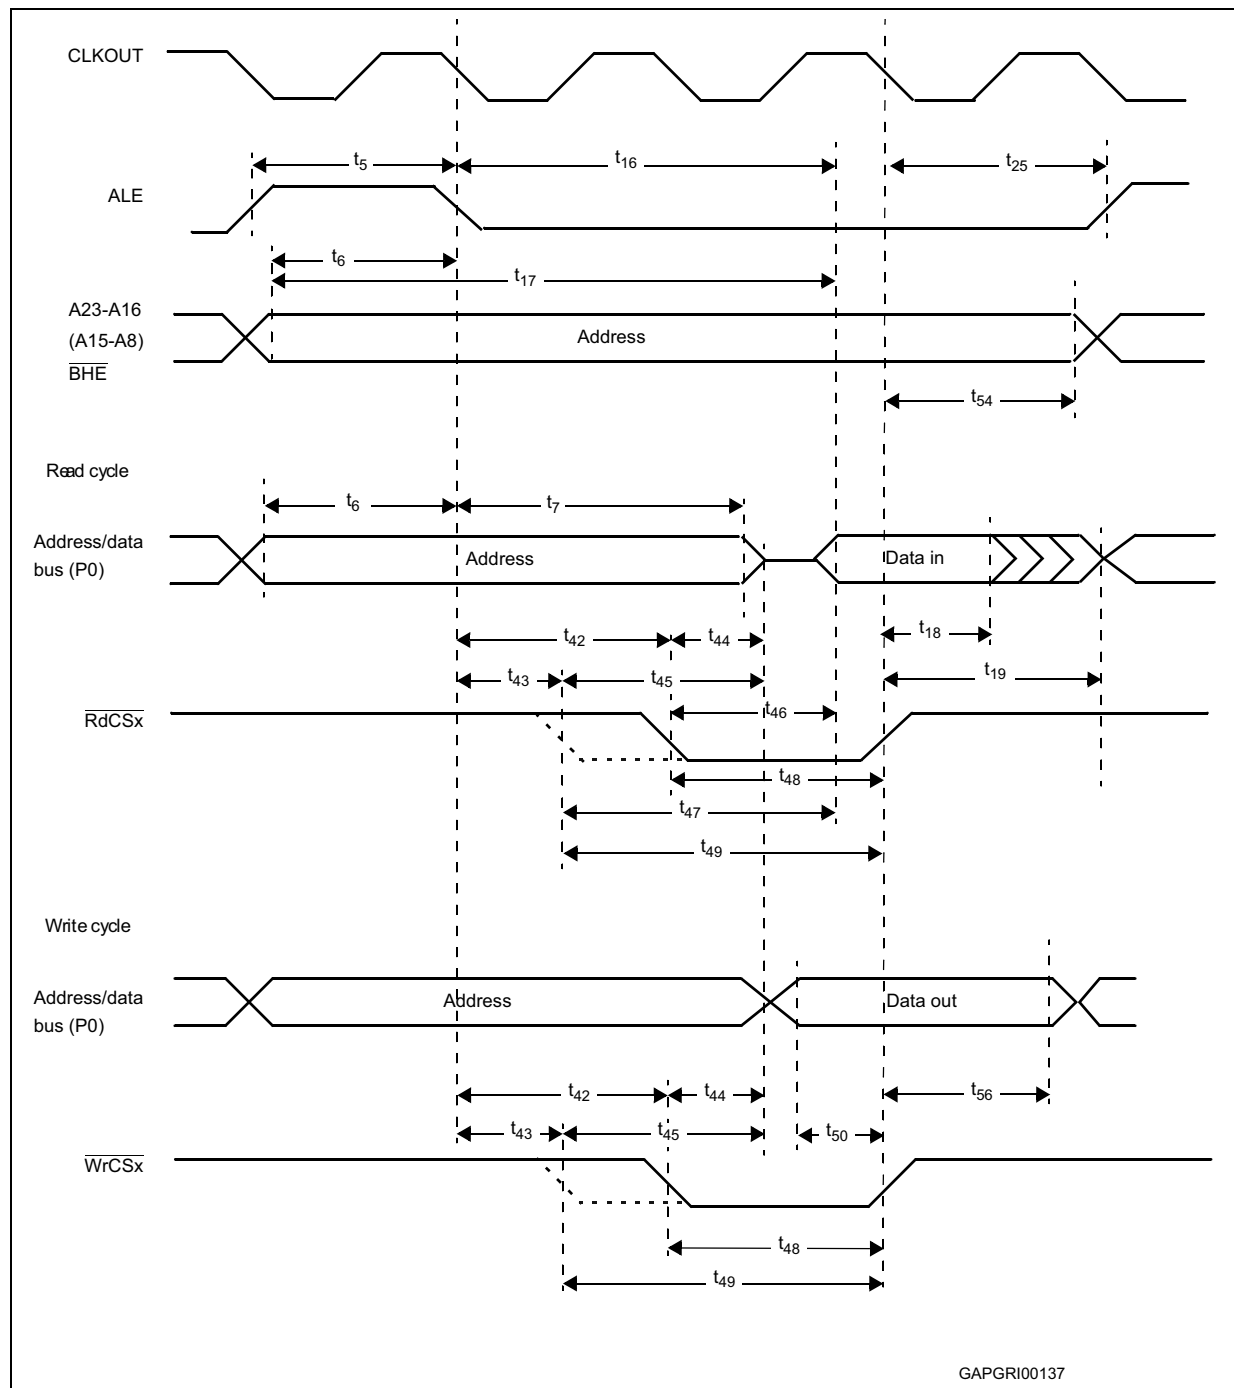 CLKOUT
t5
t16
t25
ALE
t6
t17
A23-A16
(A15-A8)
BHE
Address
t54
Read cycle
t6
t7
Address/data
bus (P0)
Address
Data in
t42
t44
t18
t43
t45
t19
RdCSx
t46
t48
t47
t49
Write cycle
Address/data
bus (P0)
Address
Data out
t42
t44
t56
t43
t45
t50
WrCSx
t48
t49
GAPGRI00137